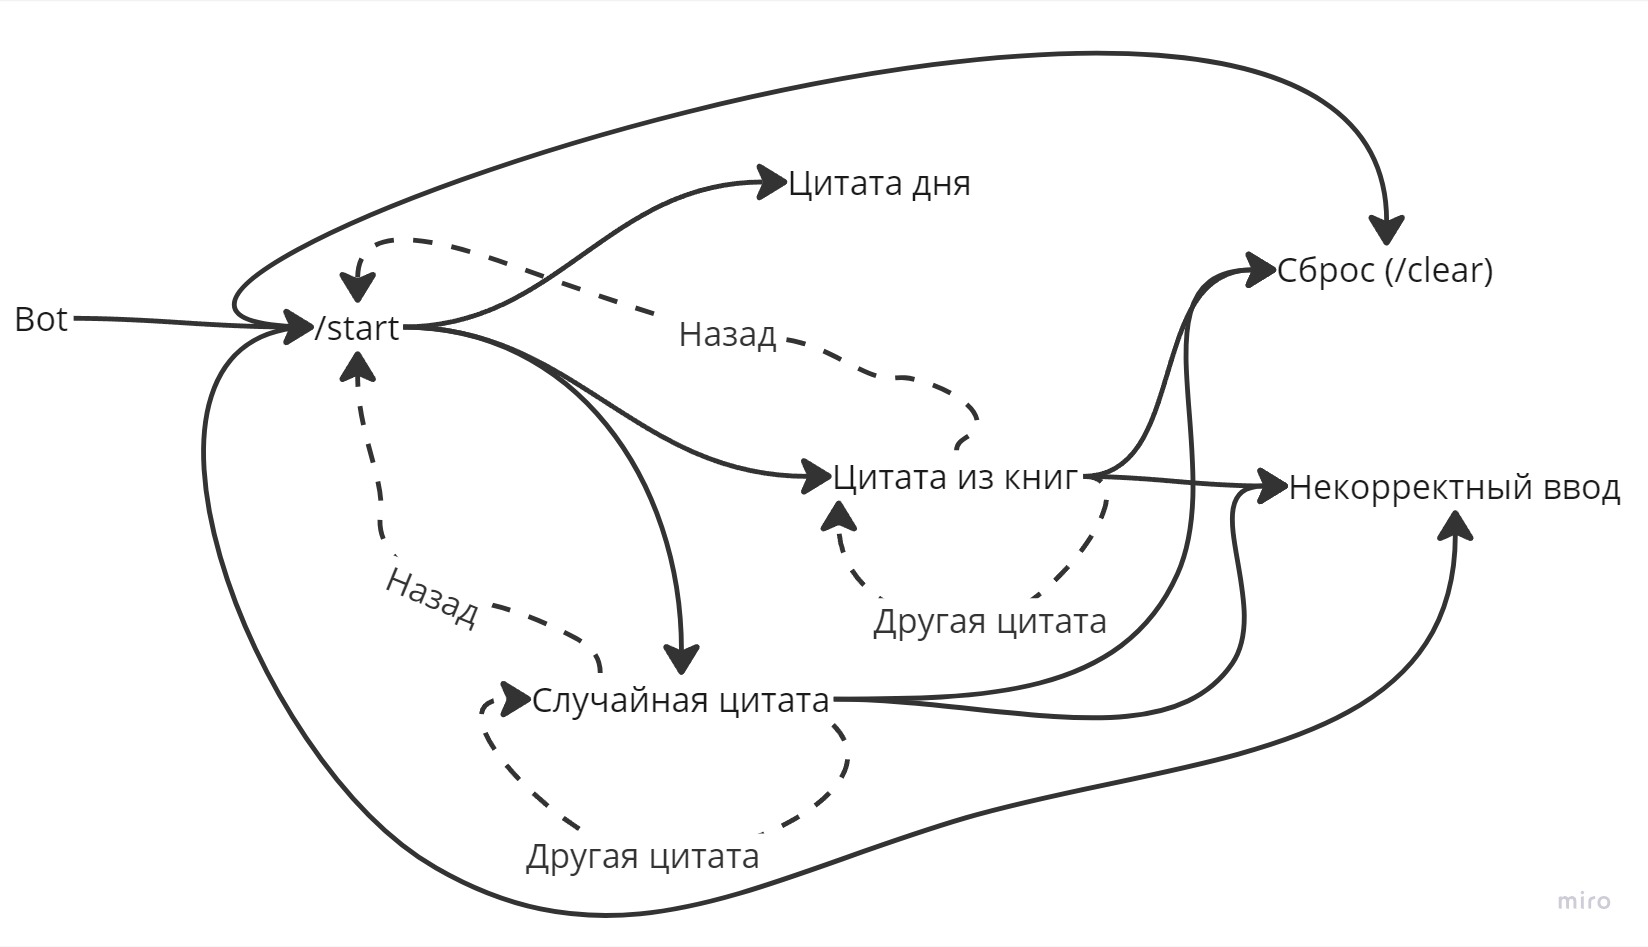 Цитата дня
Сброс (/clear)
Bot
/start
Назад
Цитата из книг
Некорректный ввод
Назад
Другая цитата
Случайная цитата
Другая цитата
miro